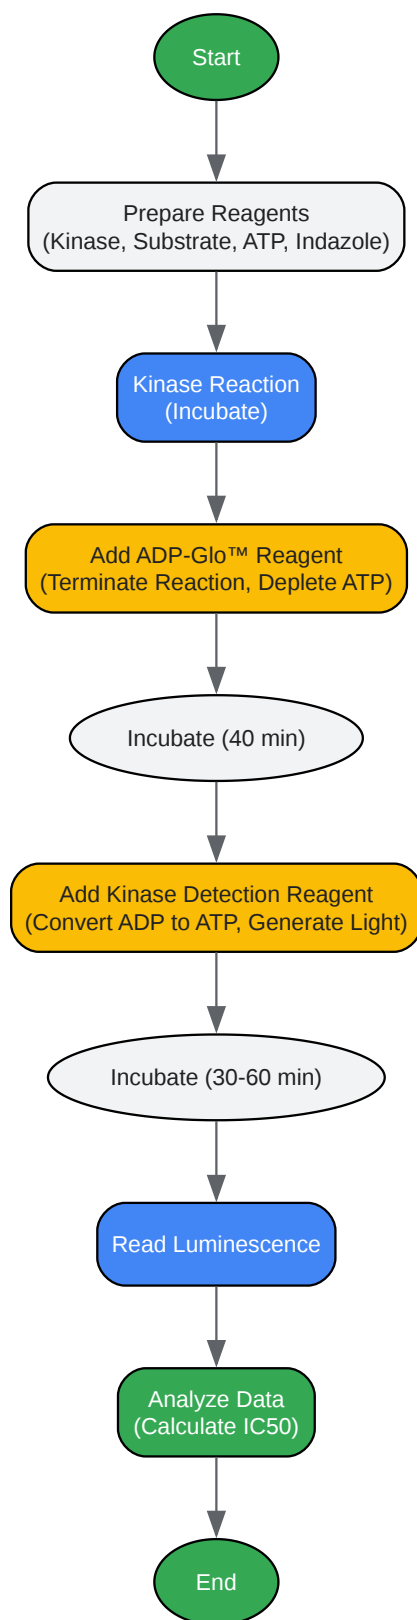 Start
Prepare Reagents
(Kinase, Substrate, ATP, Indazole)
Kinase Reaction
(Incubate)
Add ADP-Glo™ Reagent
(Terminate Reaction, Deplete ATP)
Incubate (40 min)
Add Kinase Detection Reagent
(Convert ADP to ATP, Generate Light)
Incubate (30-60 min)
Read Luminescence
Analyze Data
(Calculate IC50)
End